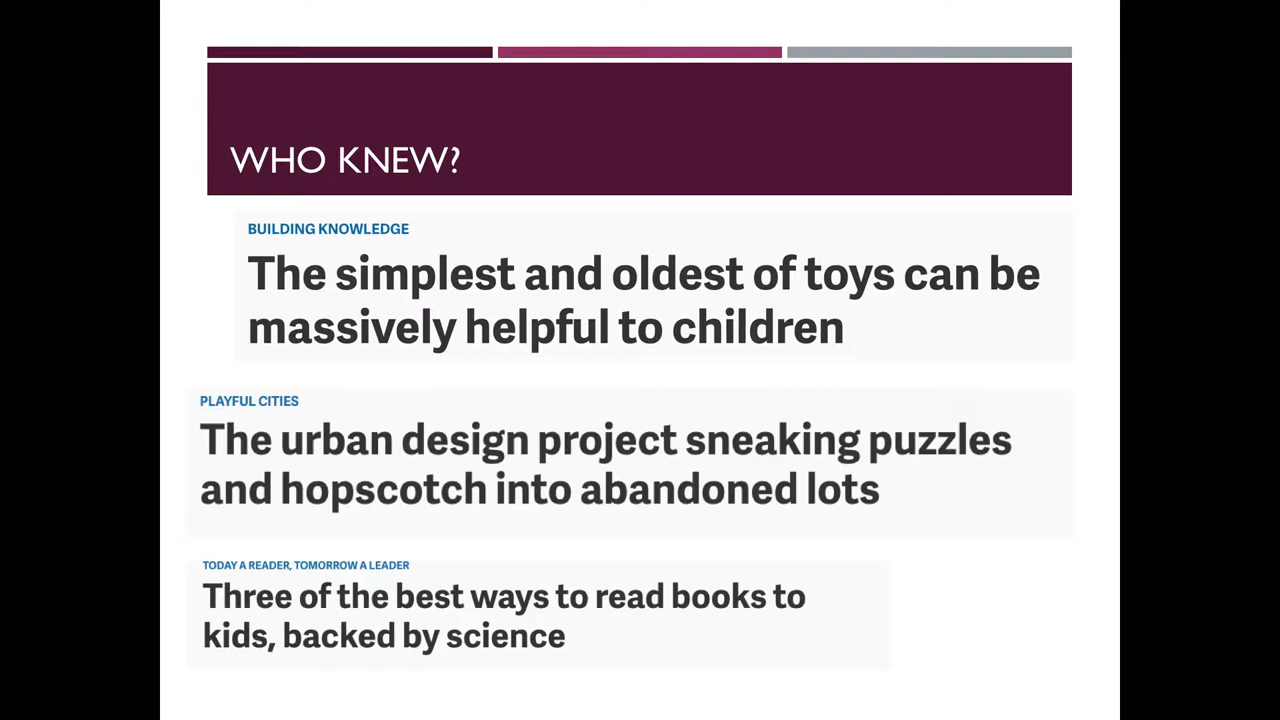 WHO KNEW?
BUILDING KNOWLEDGE
The simplest and oldest of toys can be
massively helpful to children
PLAYFUL CITIES
The urban design project sneaking puzzles
and hopscotch into abandoned lots
TODAY A READER, TOMORROW A LEADER
Three of the best ways to read books to
kids, backed by science